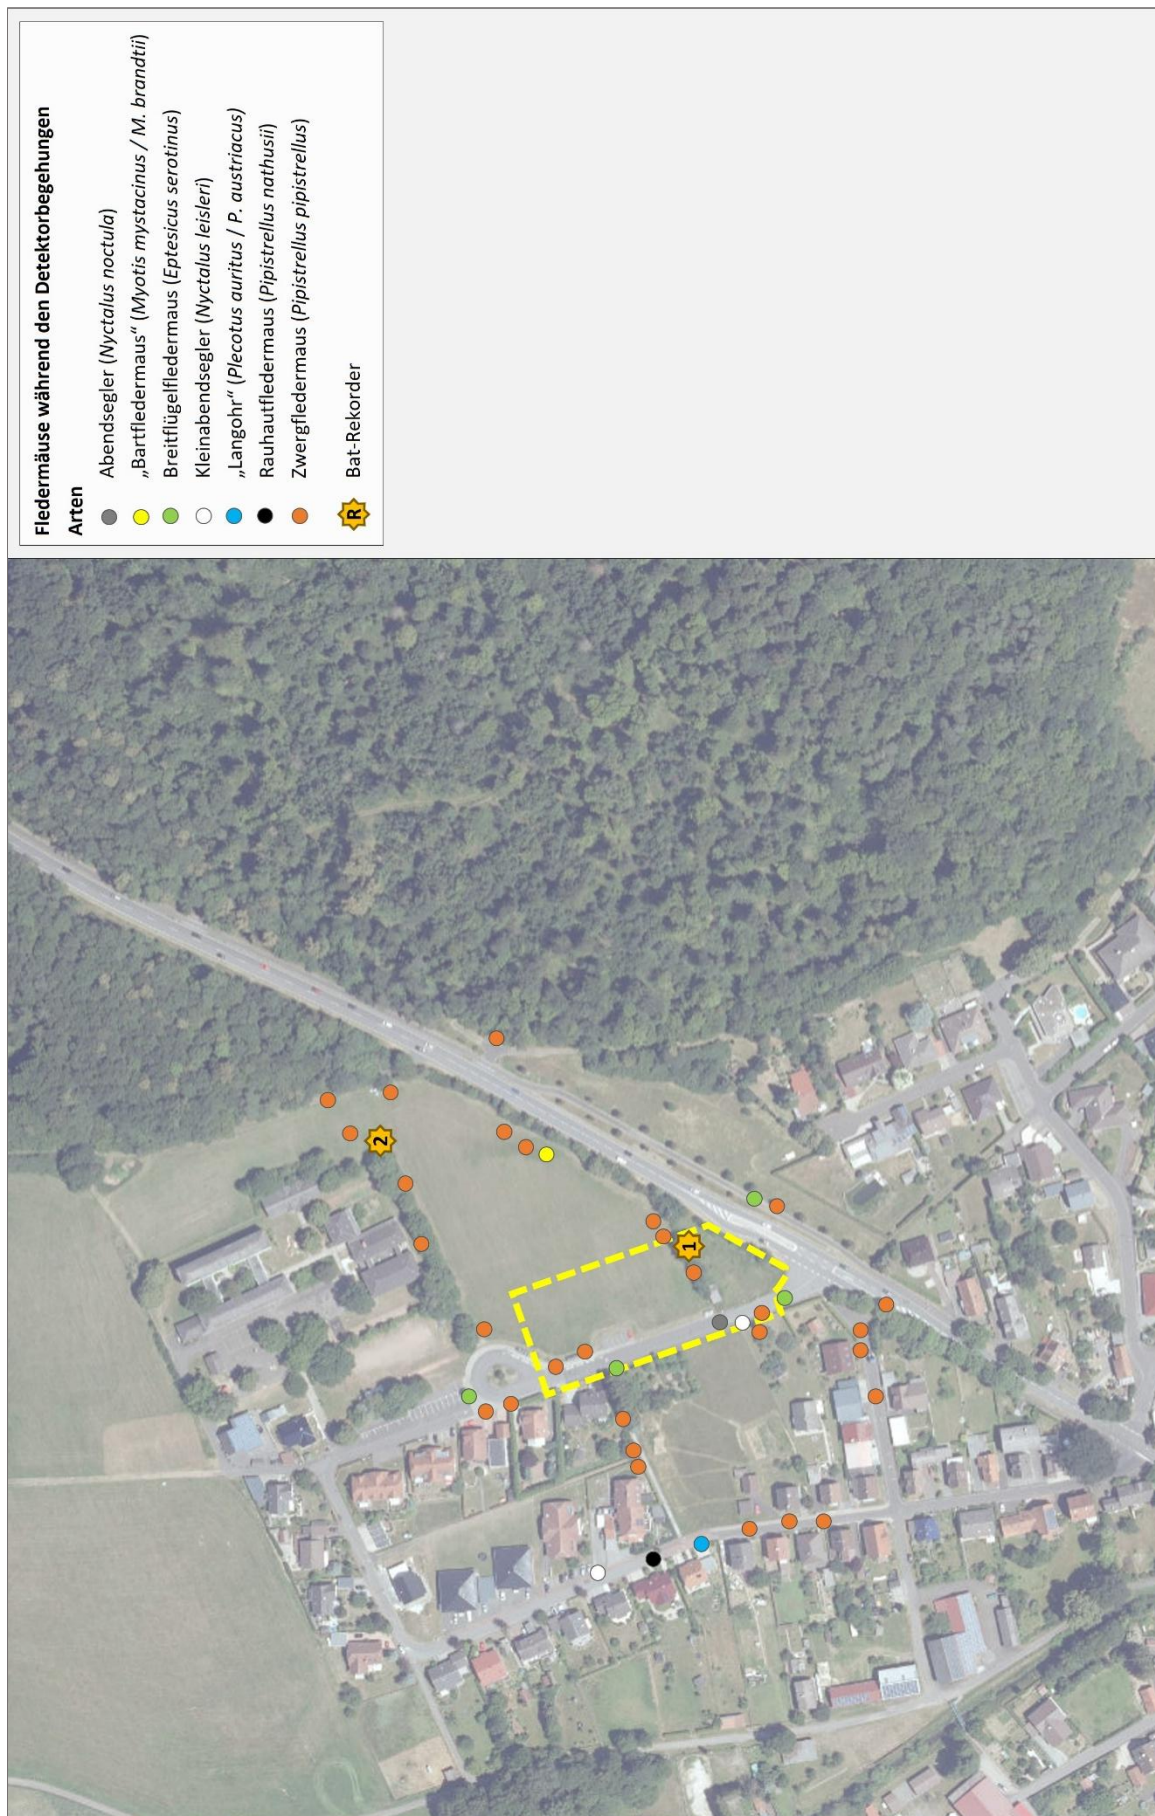 Fledermäuse während den Detektorbegehungen
Arten
Abendsegler (Nyctalus noctula)
„Bartfledermaus“ (Myotis mystacinus / M. brandtii)
Breitflügelfledermaus (Eptesicus serotinus)
Kleinabendsegler (Nyctalus leisleri)
„Langohr“ (Plecotus auritus / P. austriacus)
Rauhautfledermaus (Pipistrellus nathusii)
Zwergfledermaus (Pipistrellus pipistrellus)
R Bat-Rekorder
2
1